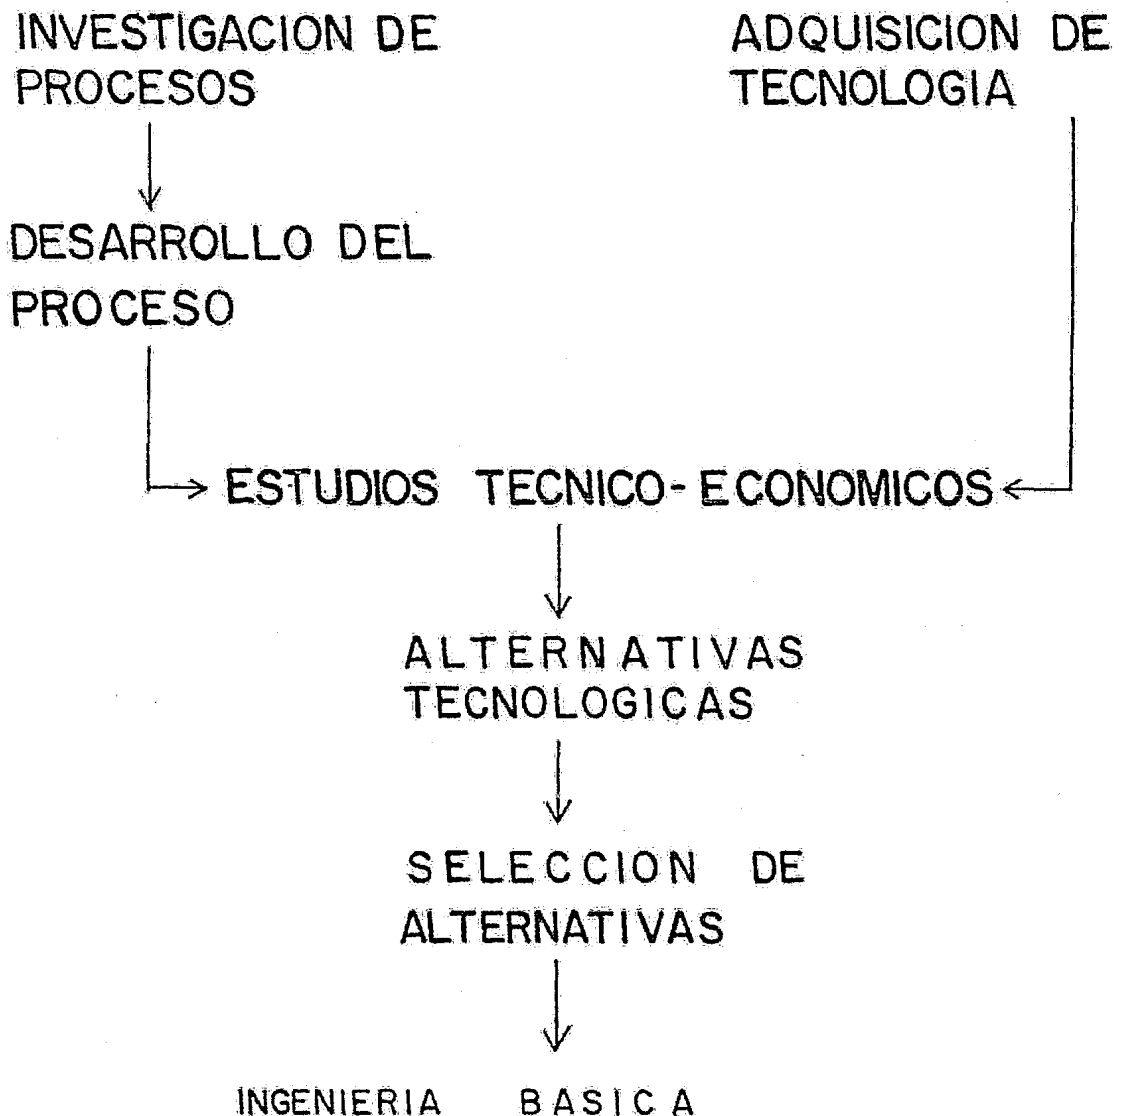 INVESTIGACION DE
PROCESOS
ADQUISICION DE
TECNOLOGIA
DESARROLLO DEL
PROCESO
ESTUDIOS TECNICO-ECONOMICOS
ALTERNATIVAS
TECNOLOGICAS
SELECCION DE
ALTERNATIVAS
INGENIERIA BASICA